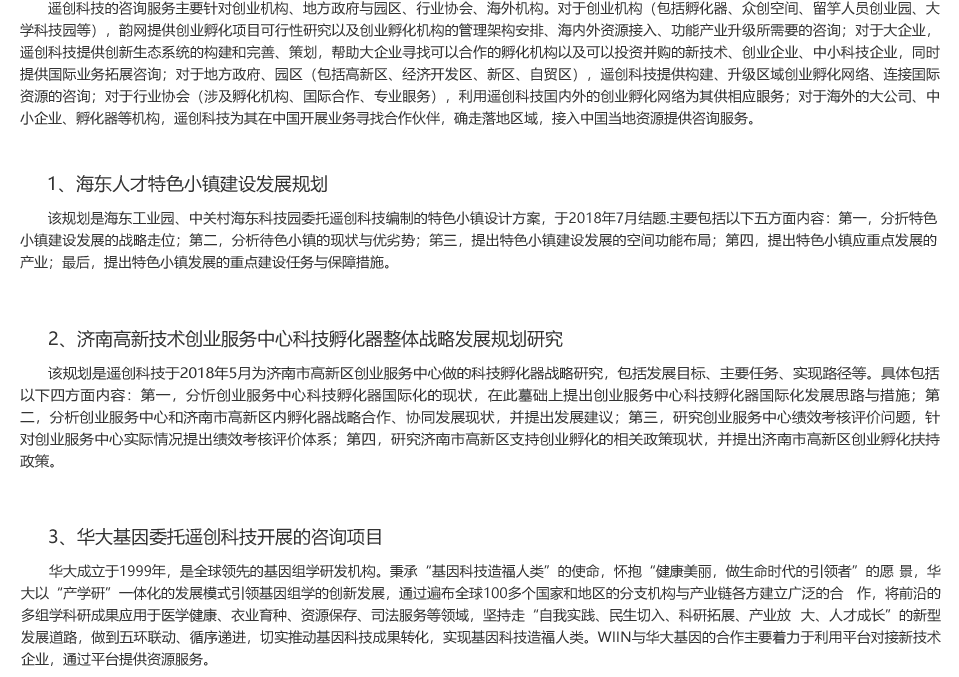 遥创科技的咨询服务主要针对创业机构、地方政府与园区、行业协会、海外机构。对于创业机构（包括孵化器、众创空间、留学人员创业园、大
学科技园等），韵网提供创业孵化项目可行性研究以及创业孵化机构的管理架构安排、海内外资源接入、功能产业升级所需要的咨询；对于大企业，
遥创科技提供创新生态系统的构建和完善、策划，帮助大企业寻找可以合作的孵化机构以及可以投资并购的新技术、创业企业、中小科技企业，同时
提供国际业务拓展咨询；对于地方政府、园区（包括高新区、经济开发区、新区、自贸区），遥创科技提供构建、升级区域创业孵化网络、连接国际
资源的咨询；对于行业协会（涉及孵化机构、国际合作、专业服务），利用遥创科技国内外的创业孵化网络为其供相应服务；对于海外的大公司、中
小企业、孵化器等机构，遥创科技为其在中国开展业务寻找合作伙伴，确走落地区域，接入中国当地资源提供咨询服务。
1、海东人才特色小镇建设发展规划
该规划是海东工业园、中关村海东科技园委托遥创科技编制的特色小镇设计方案，于2018年7月结题.主要包括以下五方面内容：第一，分折特色
小镇建设发展的战略走位；第二，分析待色小镇的现状与优劣势；笫三，提出特色小镇建设发展的空间功能布局；第四，提出特色小镇应重点发展的
产业；最后，提出特色小镇发展的重点建设任务与保障措施。
2、济南高新技术创业服务中心科技孵化器整体战略发展规划研究
该规划是遥创科技于2018年5月为济南市高新区创业服务中心做的科技孵化器战略研究，包括发展目标、主要任务、实现路径等。具体包括
以下四方面内容：第一，分忻创业服务中心科技孵化器国际化的现状，在此墓础上提出创业服务中心科技孵化器国际化发展思路与措施；第
二，分析创业服务中心和济南市高新区内孵化器战略合作、协同发展现状，并提出发展建议；第三，研究创业服务中心绩效考核评价问题，针
对创业服务中心实际情况提出绩效考核评价体系；第四，研究济南市高新区支持创业孵化的相关政策现状，并提出济南市高新区创业孵化扶持
政策。
3、华大基因委托遥创科技开展的咨询项目
华大成立于1999年，是全球领先的基因组学研发机构。秉承“基因科技造福人类”的使命，怀抱“健康美丽，做生命时代的引领者”的愿 景，华
大以“产学研”一体化的发展模式引领基因组学的创新发展，通过遍布全球100多个国家和地区的分支机构与产业链各方建立广泛的合 作，将前沿的
多组学科研成果应用于医学健康、农业育种、资源保存、司法服务等领域，坚持走“自我实践、民生切入、科研拓展、产业放 大、人才成长”的新型
发展道路，做到五环联动、循序递进，切实推动基因科技成果转化，实现基因科技造福人类。WIIN与华大基因的合作主要着力于利用平台对接新技术
企业，通过平台提供资源服务。